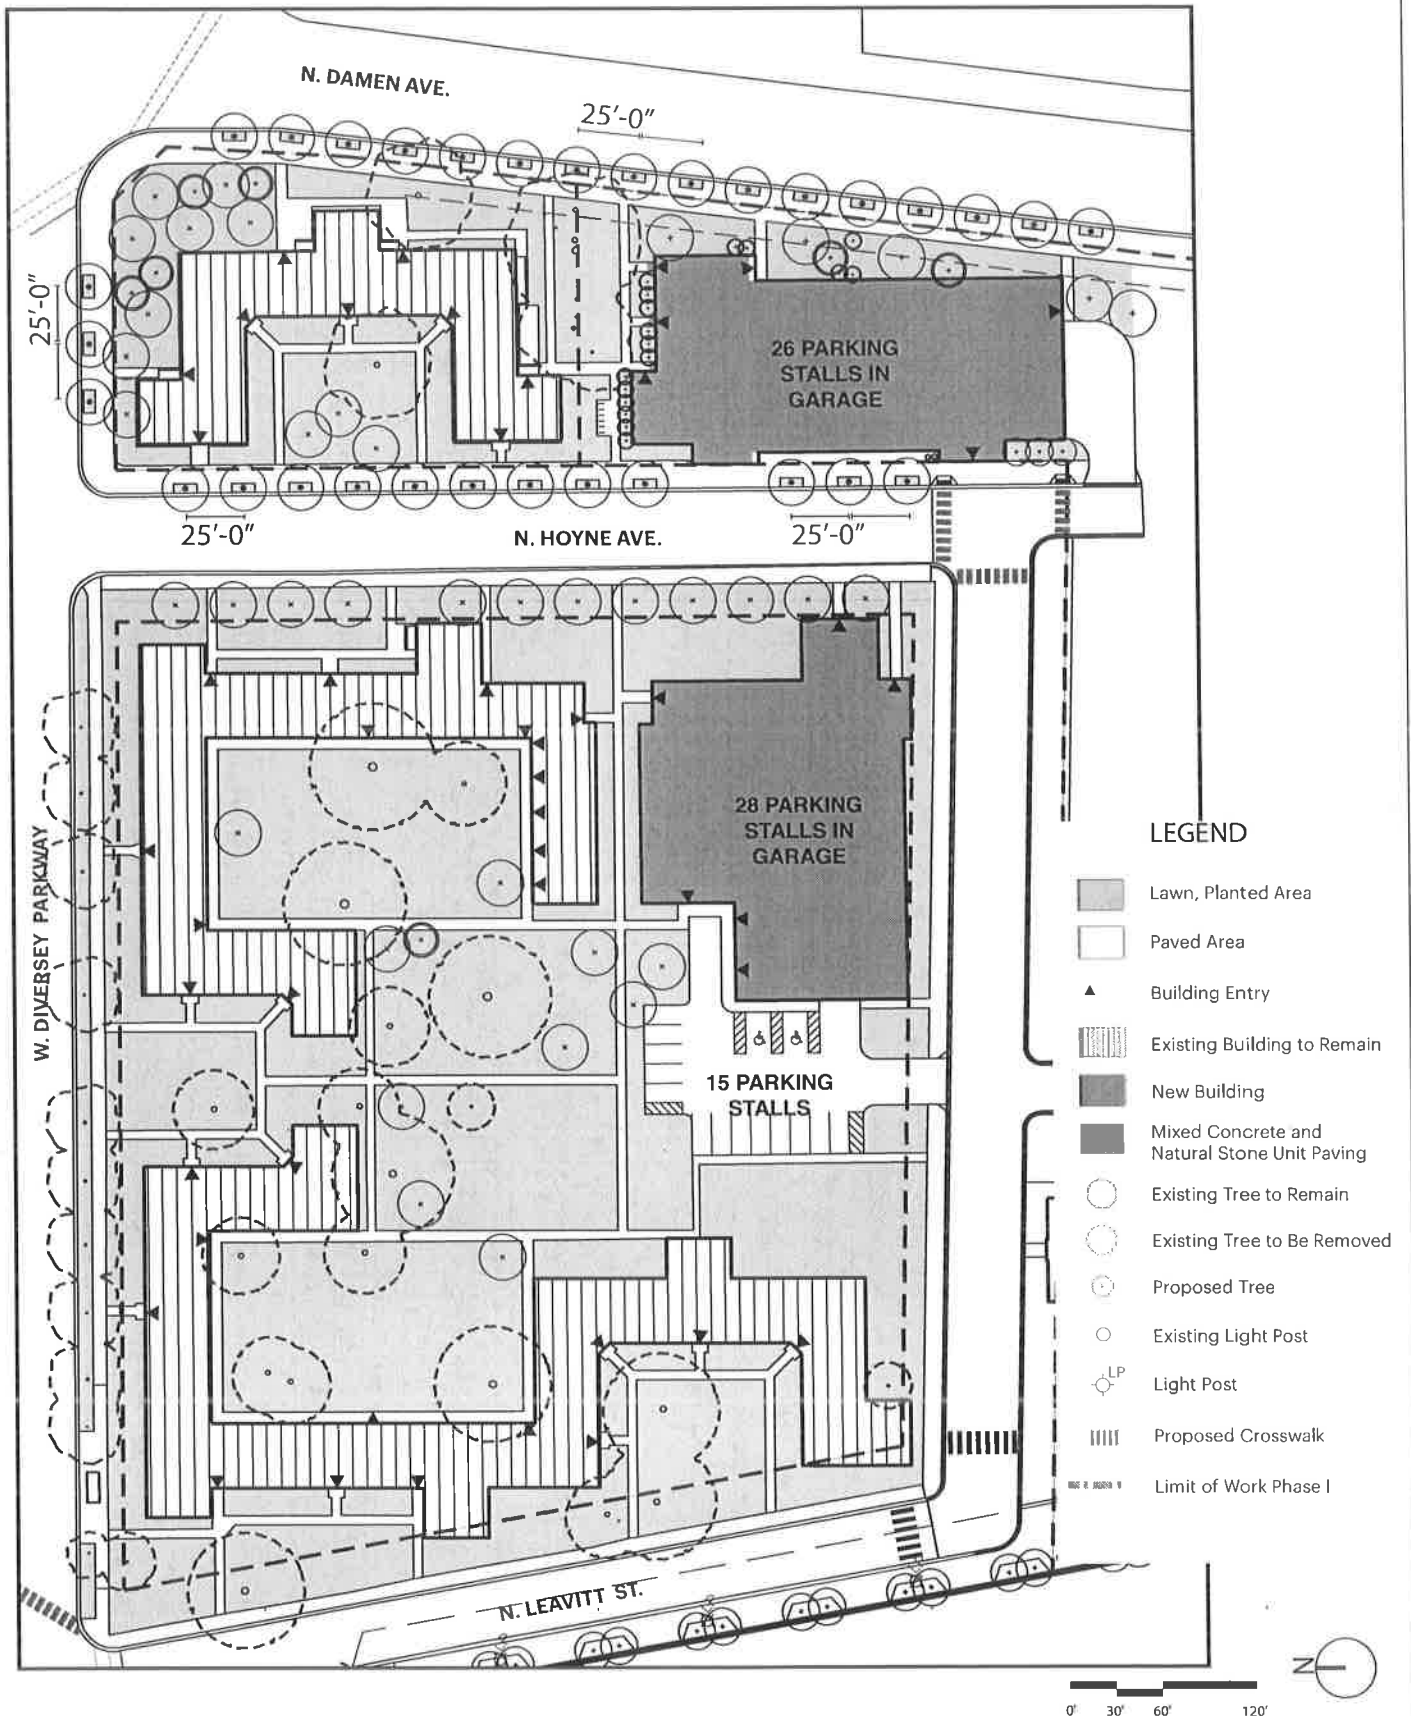 N. DAMEN AVE.
25'-0"
25'-0"
26 PARKING
STALLS IN
GARAGE
25'-0"
N. HOYNE AVE.
25'-0"
28 PARKING
STALLS IN
GARAGE
W. DIVERSEY PARKWAY
15 PARKING
STALLS
N. LEAVITT ST.
LEGEND
Lawn, Planted Area
Paved Area
Building Entry
Existing Building to Remain
New Building
Mixed Concrete and
Natural Stone Unit Paving
Existing Tree to Remain
Existing Tree to Be Removed
Proposed Tree
Existing Light Post
LP
Light Post
Proposed Crosswalk
Limit of Work Phase I
N
0' 30' 60' 120'